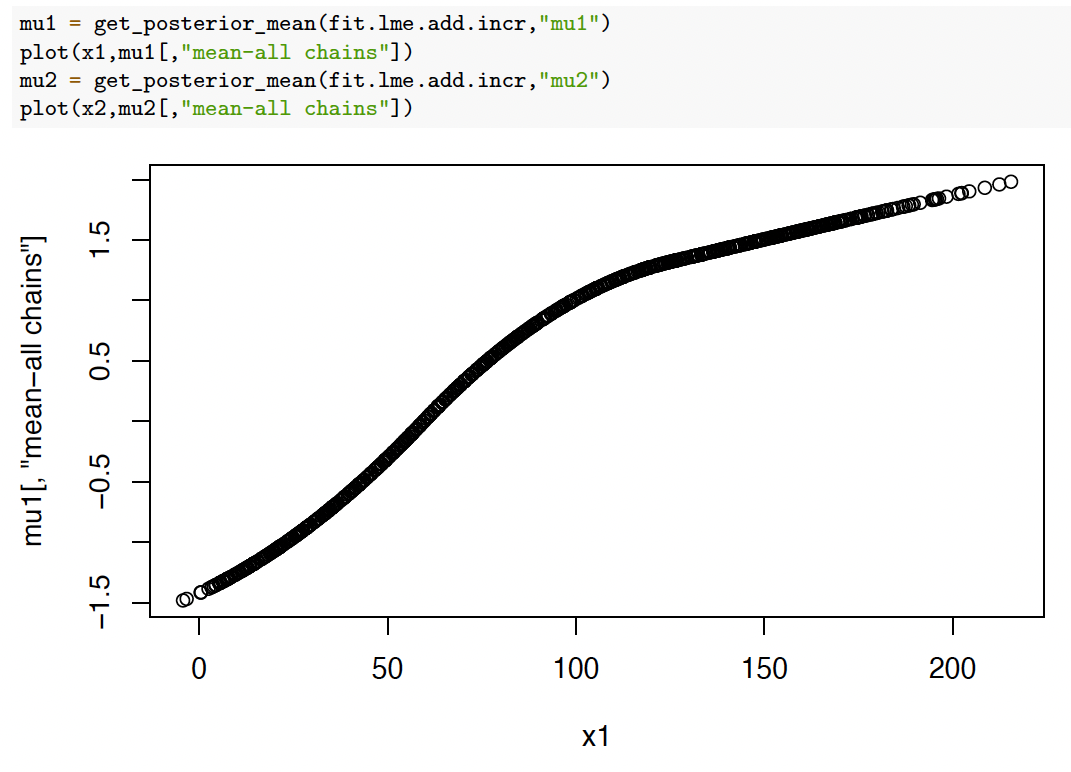 mu1 = get_posterior_mean(fit.lme.add.incr,"mu1")
plot(x1,mu1[,"mean-all chains"])
mu2 = get_posterior_mean(fit.lme.add.incr,"mu2")
plot(x2,mu2[,"mean-all chains"])
mu1[, "mean−all chains"]
1.5
0.5
−0.5
−1.5
0 50 100 150 200
x1